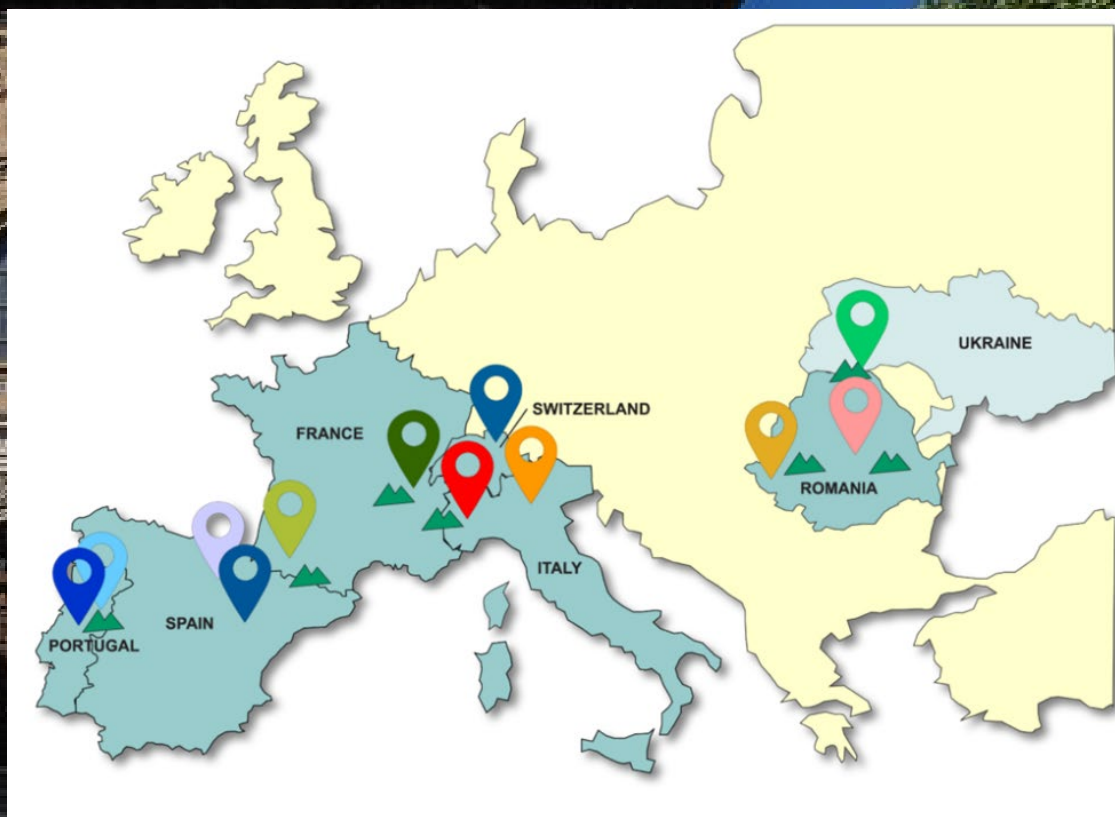 UKRAINE
SWITZERLAND
FRANCE
ROMANIA
ITALY
SPAIN
PORTUGAL